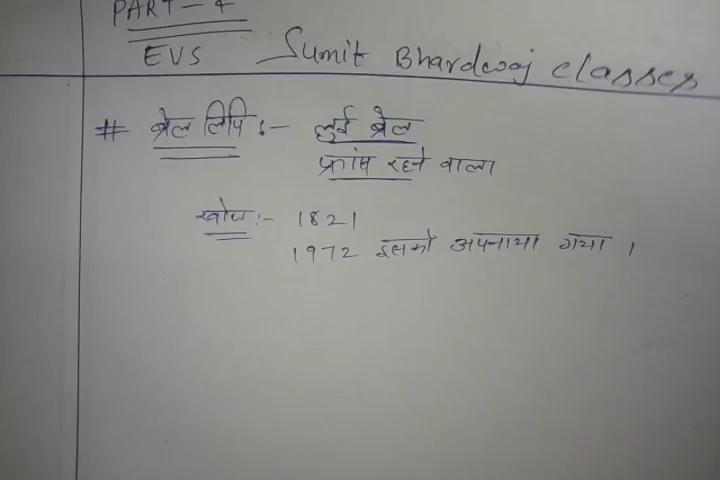 PART-4
EVS Sumit Bhardwaj classes
# ब्रेल लिपि :- लुई ब्रेल
फ्रांस रहने वाला
खोज :- 1821
1972 इसको अपनाया गया ।